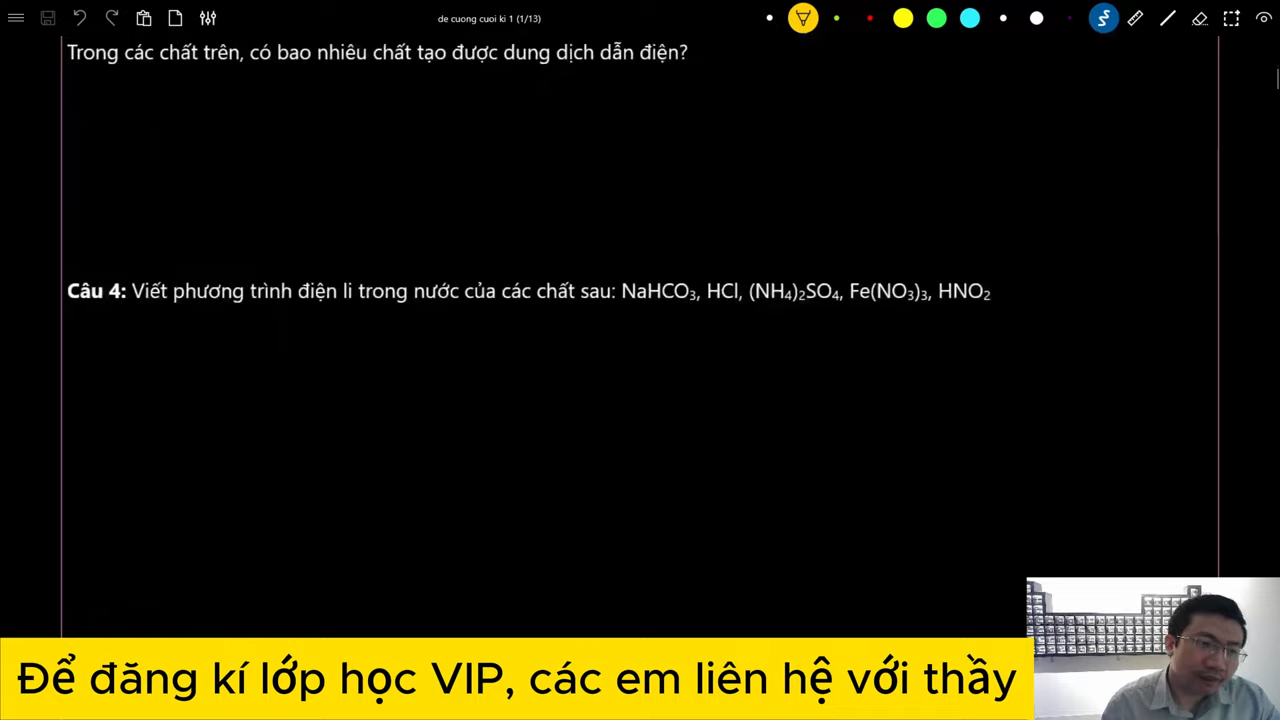 de cuong cuoi ki 1 (1/13)
Trong các chất trên, có bao nhiêu chất tạo được dung dịch dẫn điện?
Câu 4: Viết phương trình điện li trong nước của các chất sau: NaHCO₃, HCl, (NH₄)₂SO₄, Fe(NO₃)₃, HNO₂
Để đăng kí lớp học VIP, các em liên hệ với thầy